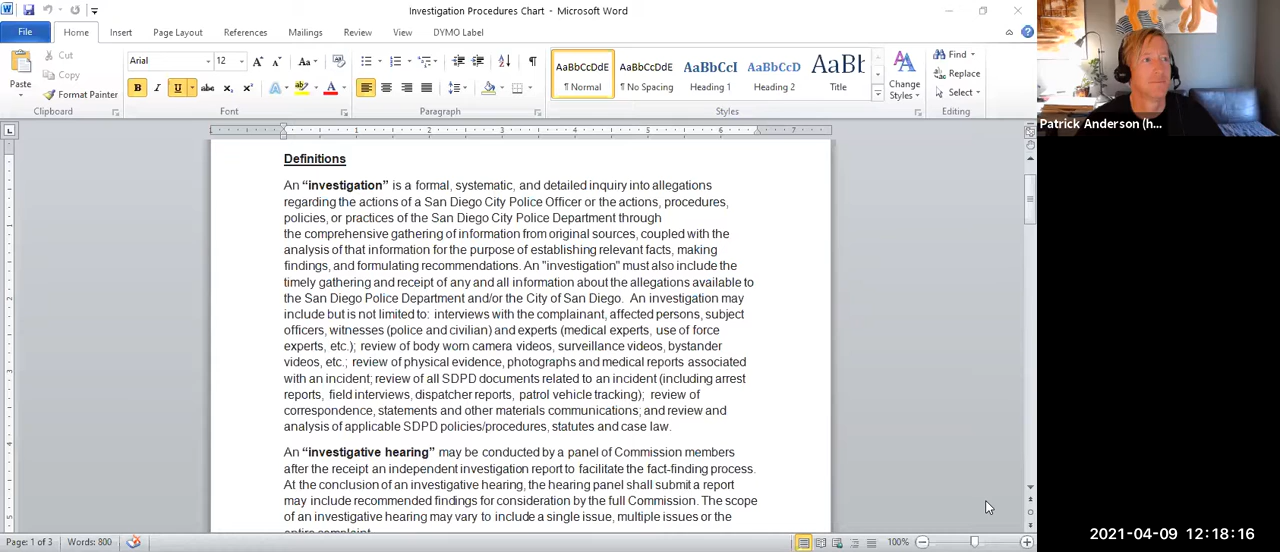 Investigation Procedures Chart - Microsoft Word
File Home Insert Page Layout References Mailings Review View DYMO Label
Paste
Cut
Copy
Format Painter
Clipboard
Arial 12
Font
Paragraph
AaBbCcDdE AaBbCcDdE AaBbCcI AaBbCcD AaBb
¶ Normal ¶ No Spacing Heading 1 Heading 2 Title
Change Styles
Styles
Find
Replace
Select
Editing
Patrick Anderson (h...
Definitions
An “investigation” is a formal, systematic, and detailed inquiry into allegations
regarding the actions of a San Diego City Police Officer or the actions, procedures,
policies, or practices of the San Diego City Police Department through
the comprehensive gathering of information from original sources, coupled with the
analysis of that information for the purpose of establishing relevant facts, making
findings, and formulating recommendations. An "investigation" must also include the
timely gathering and receipt of any and all information about the allegations available to
the San Diego Police Department and/or the City of San Diego. An investigation may
include but is not limited to: interviews with the complainant, affected persons, subject
officers, witnesses (police and civilian) and experts (medical experts, use of force
experts, etc.); review of body worn camera videos, surveillance videos, bystander
videos, etc.; review of physical evidence, photographs and medical reports associated
with an incident; review of all SDPD documents related to an incident (including arrest
reports, field interviews, dispatcher reports, patrol vehicle tracking); review of
correspondence, statements and other materials communications; and review and
analysis of applicable SDPD policies/procedures, statutes and case law.
An “investigative hearing” may be conducted by a panel of Commission members
after the receipt an independent investigation report to facilitate the fact-finding process.
At the conclusion of an investigative hearing, the hearing panel shall submit a report
may include recommended findings for consideration by the full Commission. The scope
of an investigative hearing may vary to include a single issue, multiple issues or the
entire complaint.
Page: 1 of 3 Words: 800 100%
2021-04-09 12:18:16